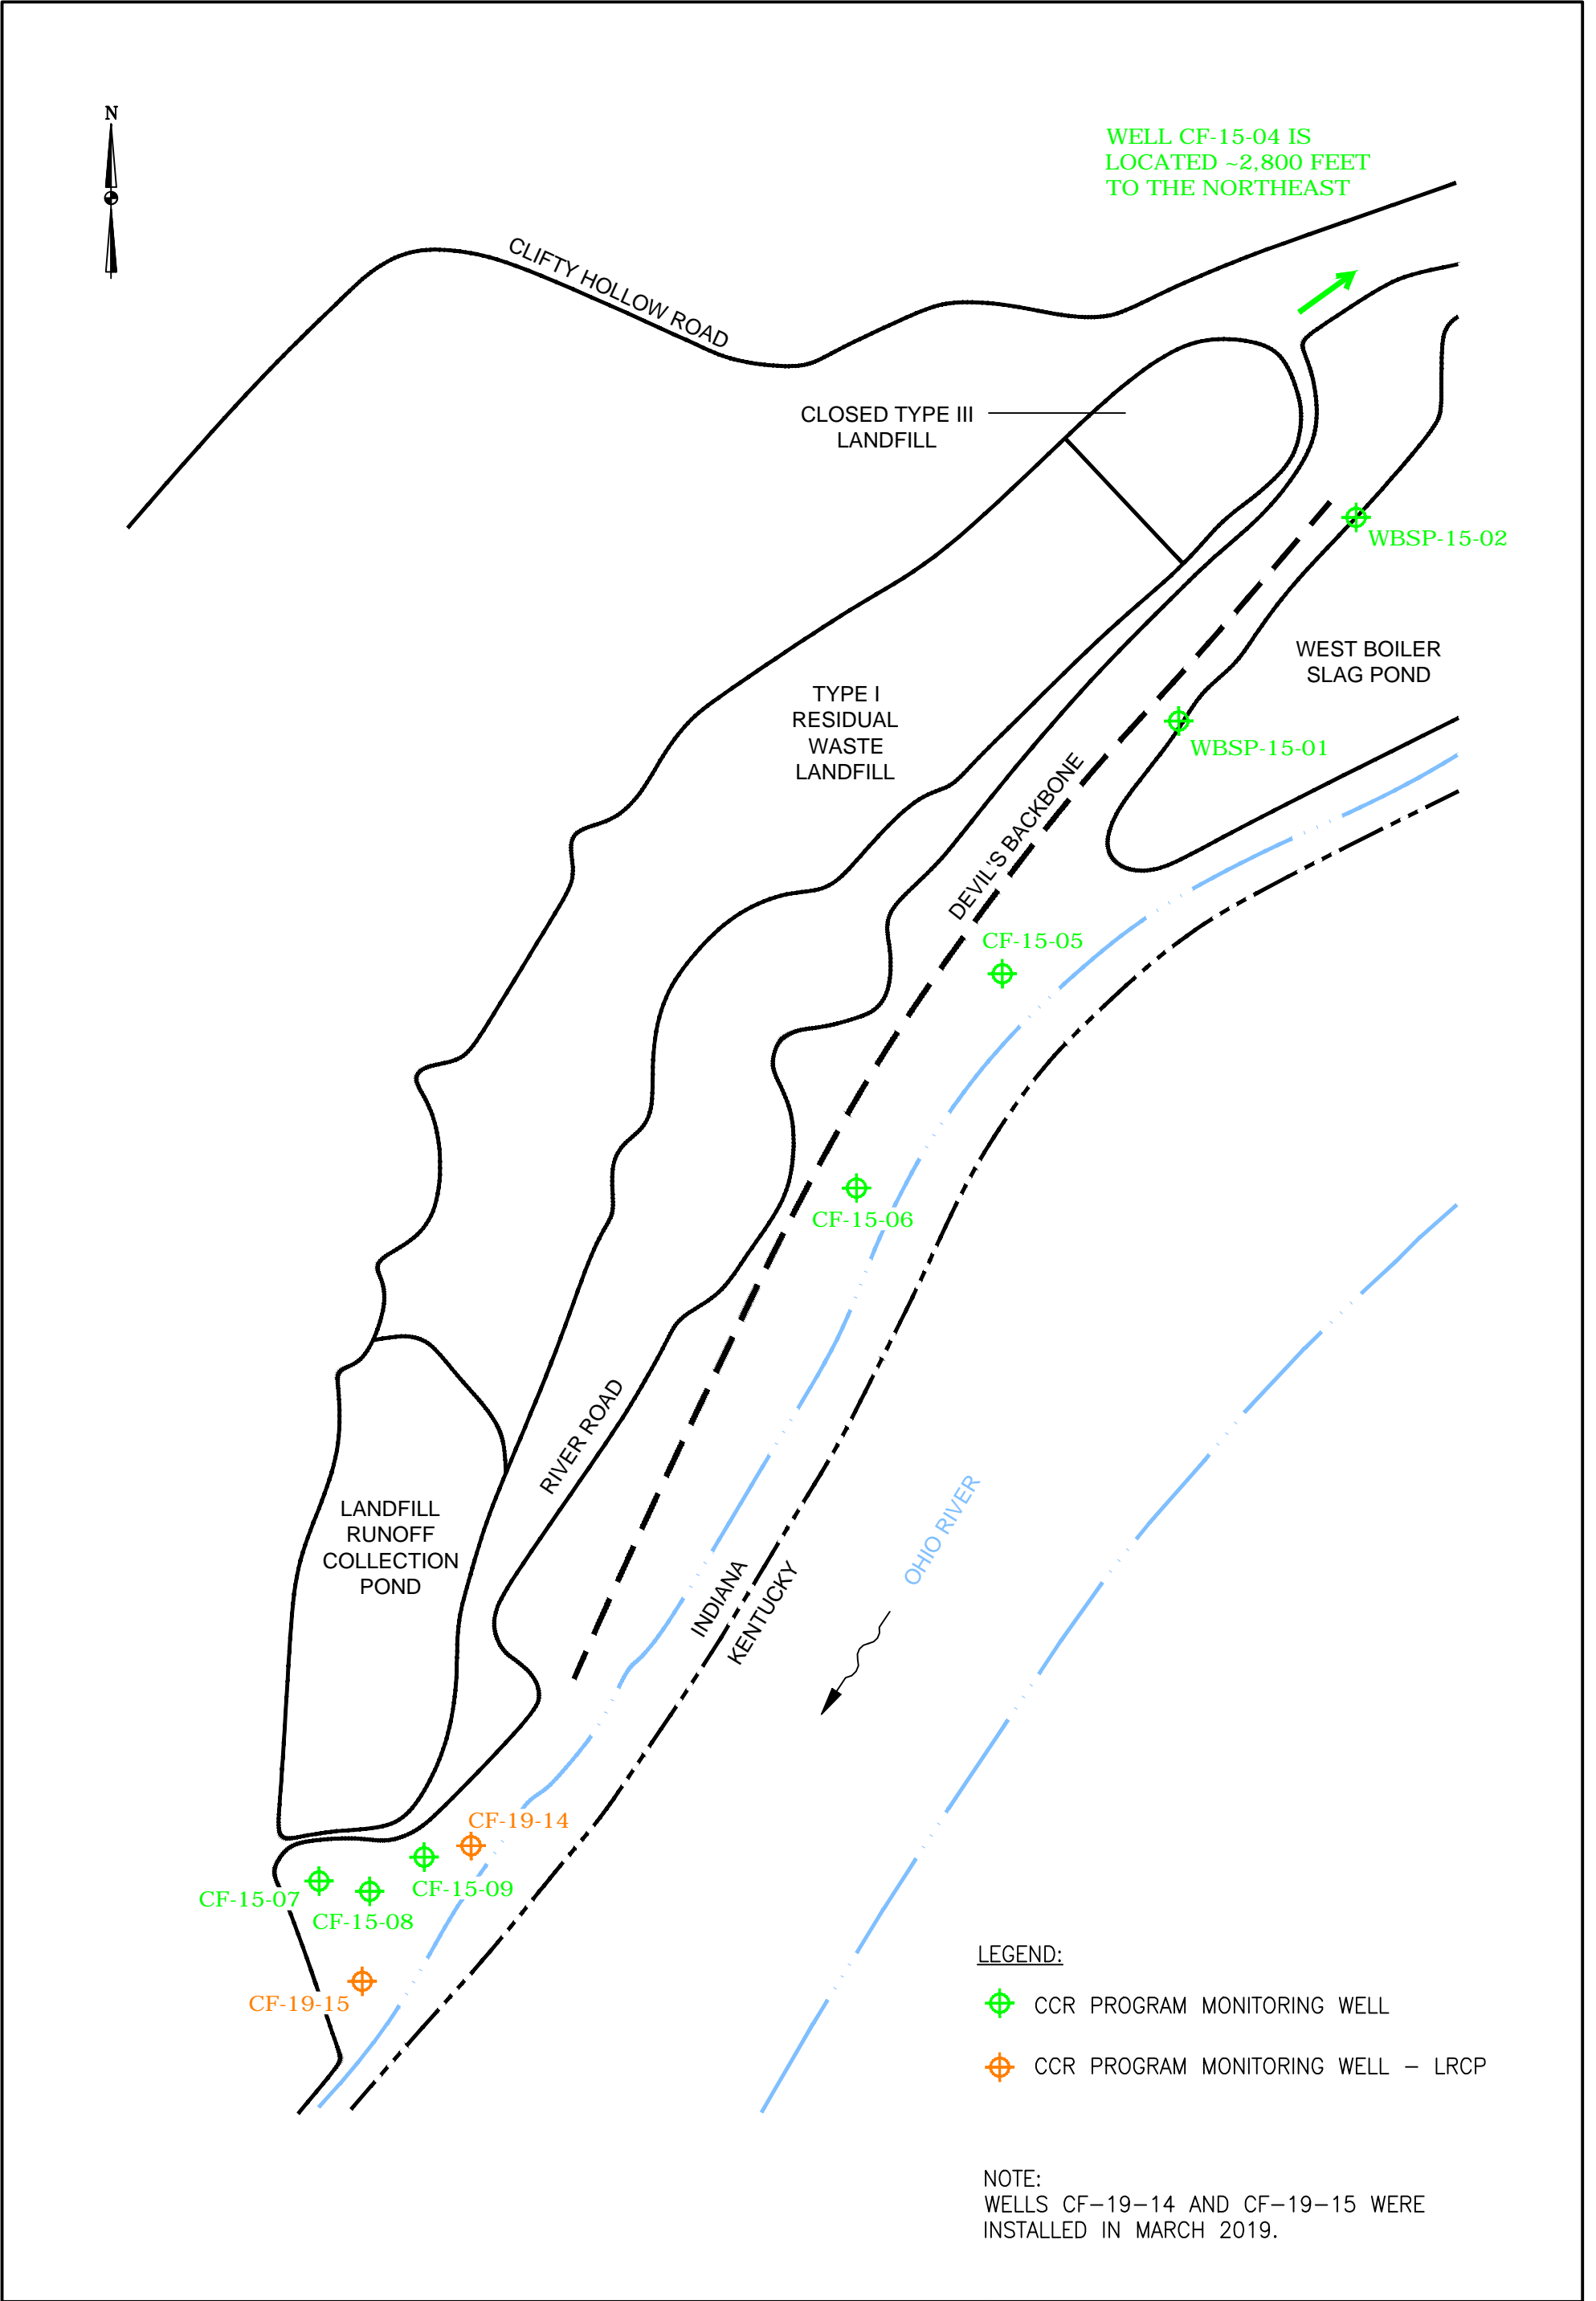 N
WELL CF-15-04 IS
LOCATED ~2,800 FEET
TO THE NORTHEAST
CLIFTY HOLLOW ROAD
CLOSED TYPE III
LANDFILL
WBSP-15-02
WEST BOILER
SLAG POND
TYPE I
RESIDUAL
WASTE
LANDFILL
WBSP-15-01
DEVIL'S BACKBONE
CF-15-05
CF-15-06
RIVER ROAD
LANDFILL
RUNOFF
COLLECTION
POND
OHIO RIVER
INDIANA
KENTUCKY
CF-19-14
CF-15-07
CF-15-09
CF-15-08
CF-19-15
LEGEND:
CCR PROGRAM MONITORING WELL
CCR PROGRAM MONITORING WELL - LRCP
NOTE:
WELLS CF-19-14 AND CF-19-15 WERE
INSTALLED IN MARCH 2019.